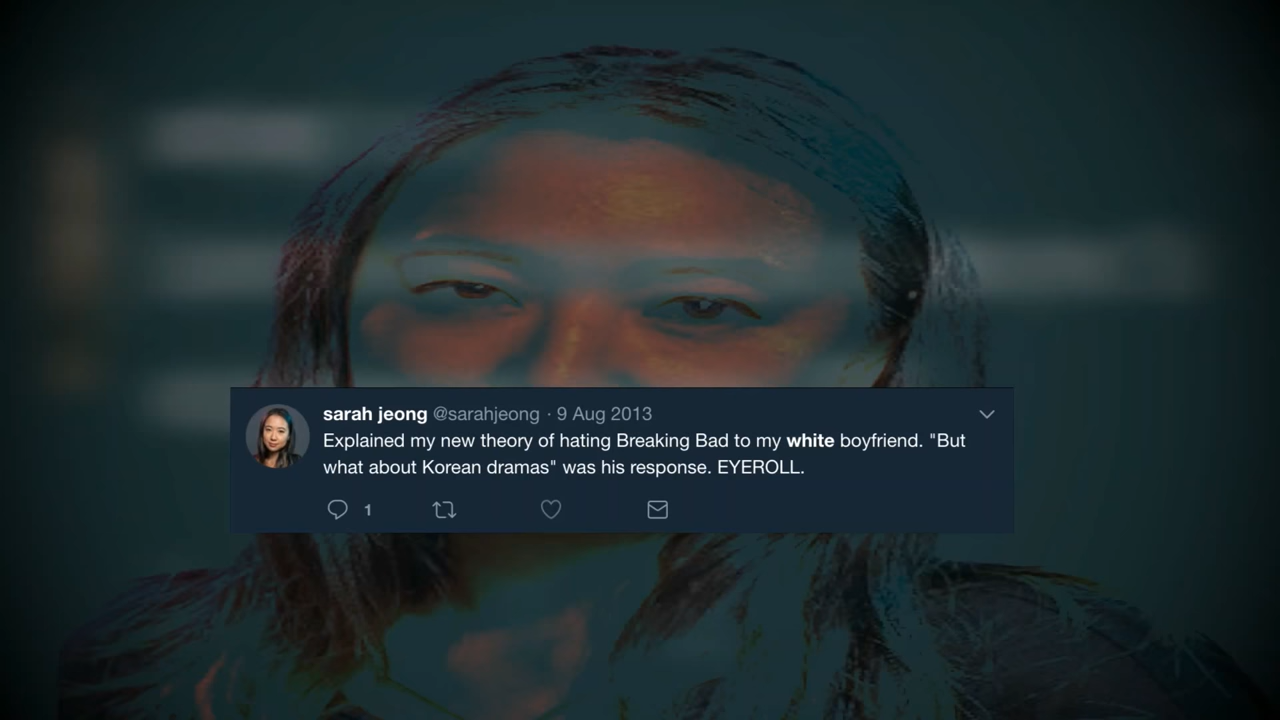 sarah jeong @sarahjeong · 9 Aug 2013
Explained my new theory of hating Breaking Bad to my white boyfriend. "But
what about Korean dramas" was his response. EYEROLL.
1